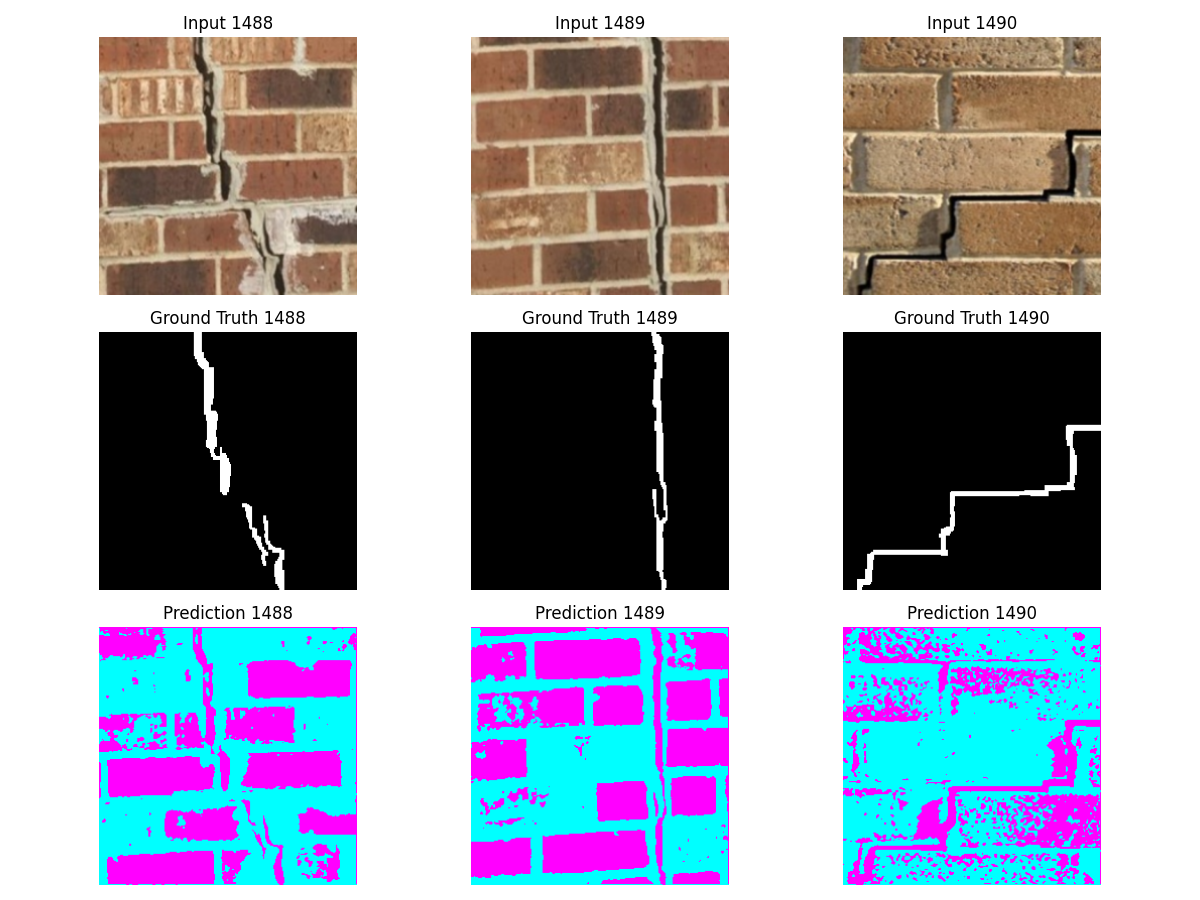 Input 1488
Input 1489
Input 1490
Ground Truth 1488
Ground Truth 1489
Ground Truth 1490
Prediction 1488
Prediction 1489
Prediction 1490